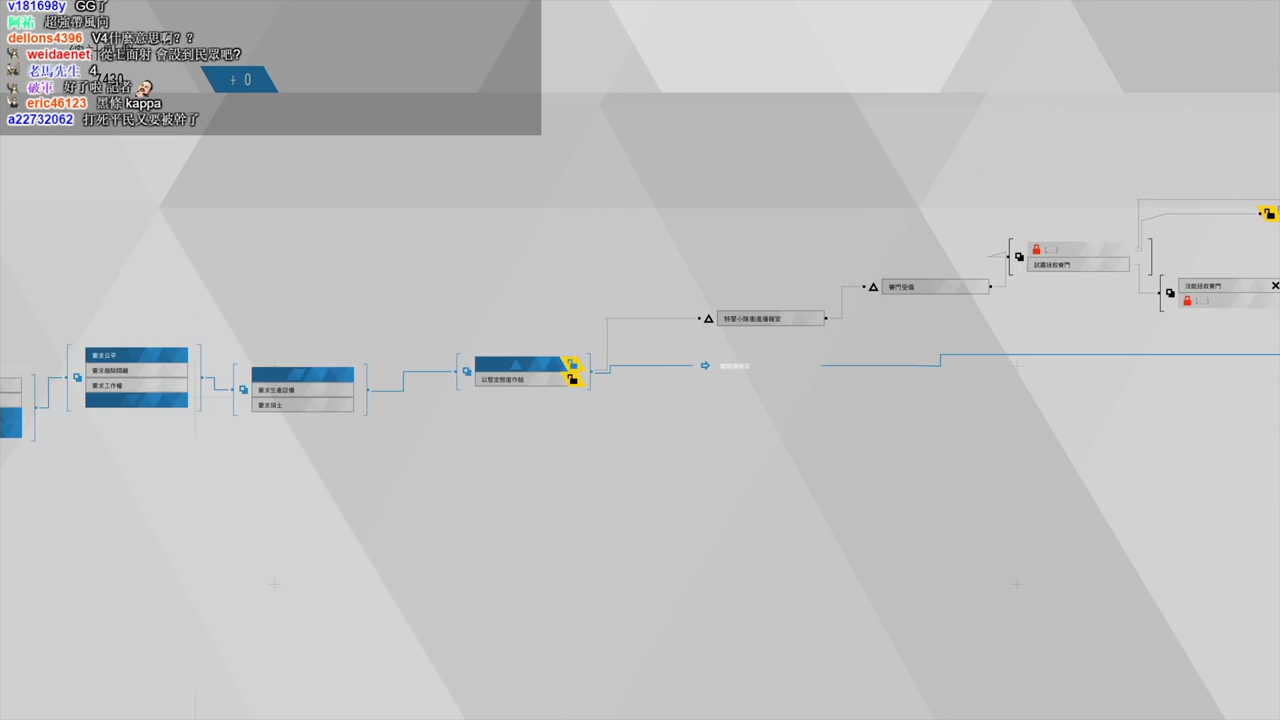 v181698y GG了
阿祐 超強帶風向
dellons4396 V4什麼意思啊？？
weidaenet 從上面射 會設到民眾吧?
老馬先生 4
破軍 好了啦 記者
eric46123 黑條 kappa
a22732062 打死平民又要被幹了
+ 0
[...]
試圖拯救賽門
賽門受傷
沒能拯救賽門
[...]
特警小隊衝進播報室
要求公平
要求廢除隔離
要求工作權
要求生產設備
要求領土
以堅定態度作結